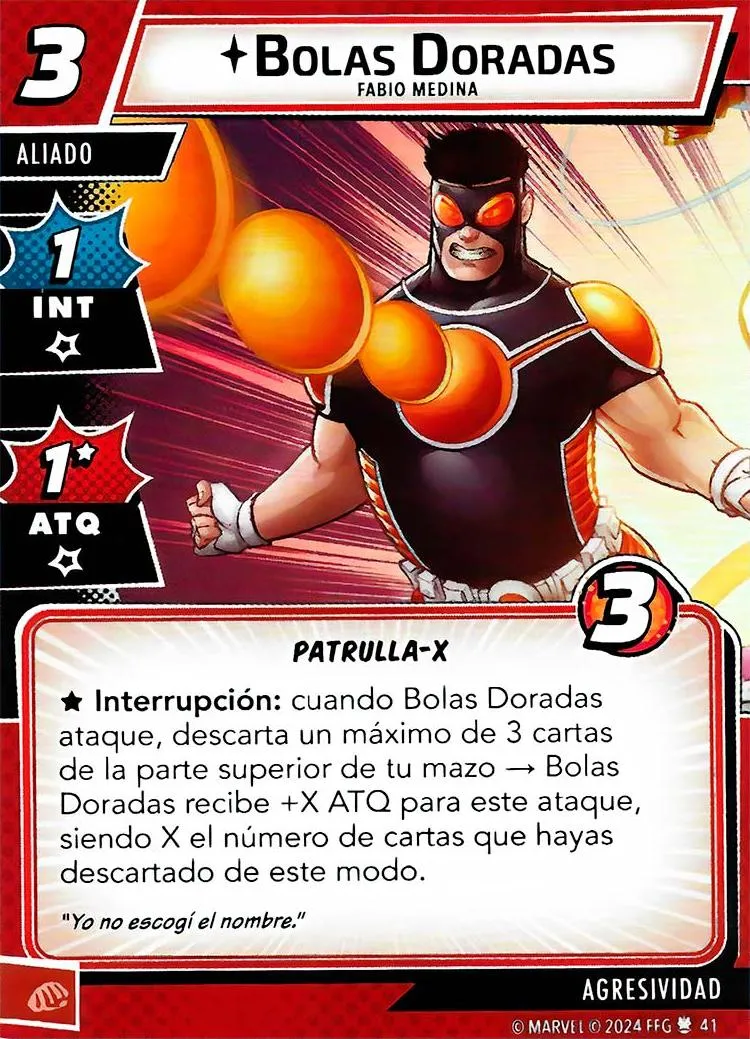 3
BOLAS DORADAS
FABIO MEDINA
ALIADO
1
INT
1
ATQ
3
PATRULLA-X
Interrupción: cuando Bolas Doradas
ataque, descarta un máximo de 3 cartas
de la parte superior de tu mazo → Bolas
Doradas recibe +X ATQ para este ataque,
siendo X el número de cartas que hayas
descartado de este modo.
"Yo no escogí el nombre."
AGRESIVIDAD
© MARVEL © 2024 FFG 41